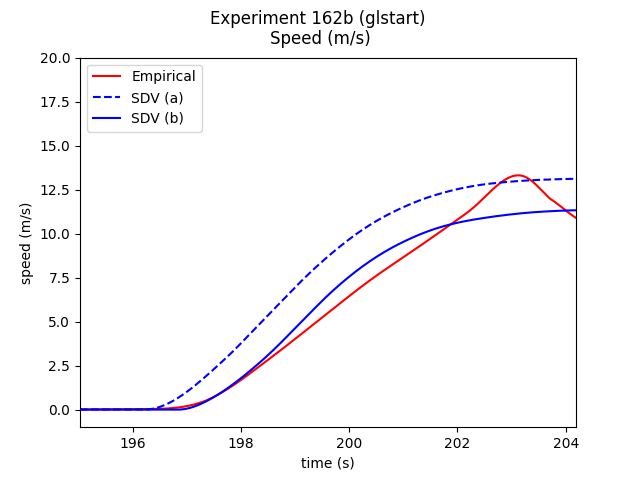 Experiment 162b (glstart)
Speed (m/s)
20.0
17.5
15.0
12.5
10.0
7.5
5.0
2.5
0.0
speed (m/s)
Empirical
SDV (a)
SDV (b)
196
198
200
202
204
time (s)